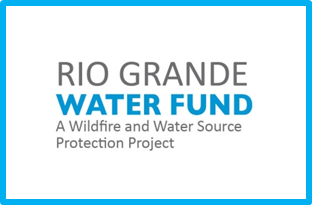 RIO GRANDE
WATER FUND
A Wildfire and Water Source
Protection Project